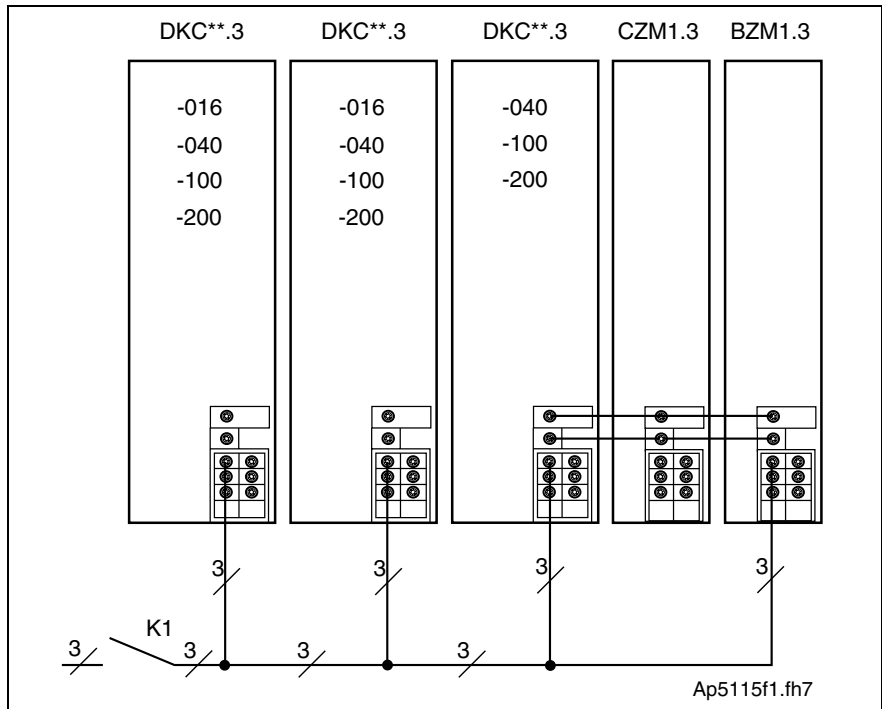 DKC**.3 DKC**.3 DKC**.3 CZM1.3 BZM1.3
-016 -016 -040
-040 -040 -100
-100 -100 -200
-200 -200
3 3 3 3
K1
3 3 3 3
Ap5115f1.fh7